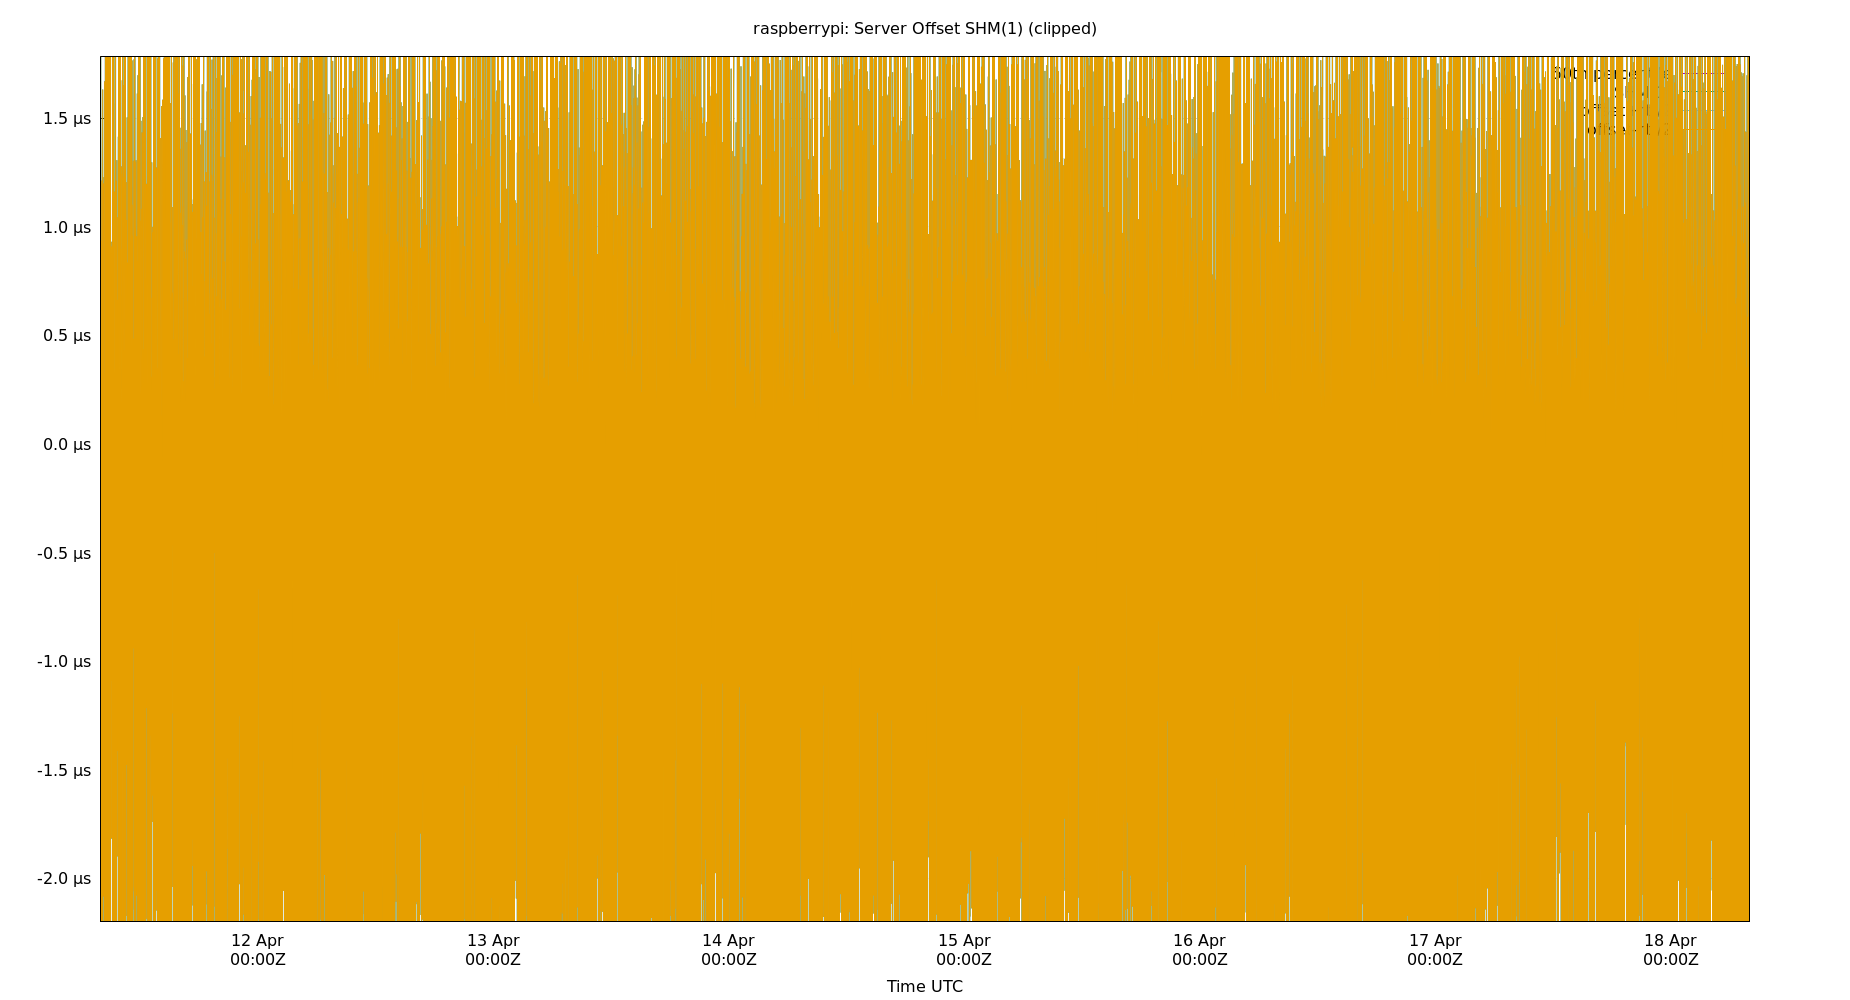 raspberrypi: Server Offset SHM(1) (clipped)
1.5 µs
1.0 µs
0.5 µs
0.0 µs
-0.5 µs
-1.0 µs
-1.5 µs
-2.0 µs
12 Apr
00:00Z
13 Apr
00:00Z
14 Apr
00:00Z
15 Apr
00:00Z
16 Apr
00:00Z
17 Apr
00:00Z
18 Apr
00:00Z
Time UTC